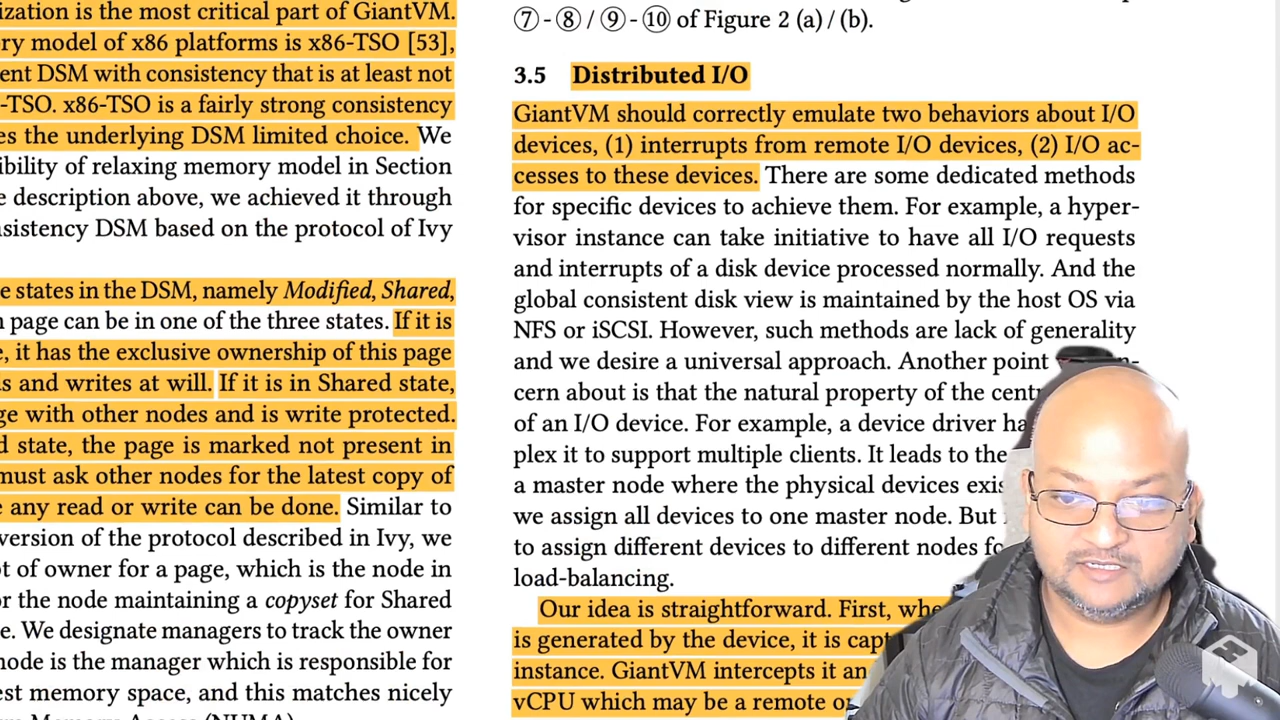 ization is the most critical part of GiantVM.
ry model of x86 platforms is x86-TSO [53],
ent DSM with consistency that is at least not
-TSO. x86-TSO is a fairly strong consistency
es the underlying DSM limited choice. We
ibility of relaxing memory model in Section
e description above, we achieved it through
nsistency DSM based on the protocol of Ivy
e states in the DSM, namely Modified, Shared,
page can be in one of the three states. If it is
e, it has the exclusive ownership of this page
s and writes at will. If it is in Shared state,
ge with other nodes and is write protected.
d state, the page is marked not present in
must ask other nodes for the latest copy of
e any read or write can be done. Similar to
version of the protocol described in Ivy, we
t of owner for a page, which is the node in
or the node maintaining a copyset for Shared
e. We designate managers to track the owner
node is the manager which is responsible for
est memory space, and this matches nicely
Memory Access (NUMA)
⑦-⑧/⑨-⑩ of Figure 2 (a) / (b).
3.5 Distributed I/O
GiantVM should correctly emulate two behaviors about I/O
devices, (1) interrupts from remote I/O devices, (2) I/O ac-
cesses to these devices. There are some dedicated methods
for specific devices to achieve them. For example, a hyper-
visor instance can take initiative to have all I/O requests
and interrupts of a disk device processed normally. And the
global consistent disk view is maintained by the host OS via
NFS or iSCSI. However, such methods are lack of generality
and we desire a universal approach. Another point
cern about is that the natural property of the cent
of an I/O device. For example, a device driver ha
plex it to support multiple clients. It leads to the
a master node where the physical devices exis
we assign all devices to one master node. But
to assign different devices to different nodes fo
load-balancing.
Our idea is straightforward. First, whe
is generated by the device, it is capt
instance. GiantVM intercepts it an
vCPU which may be a remote o